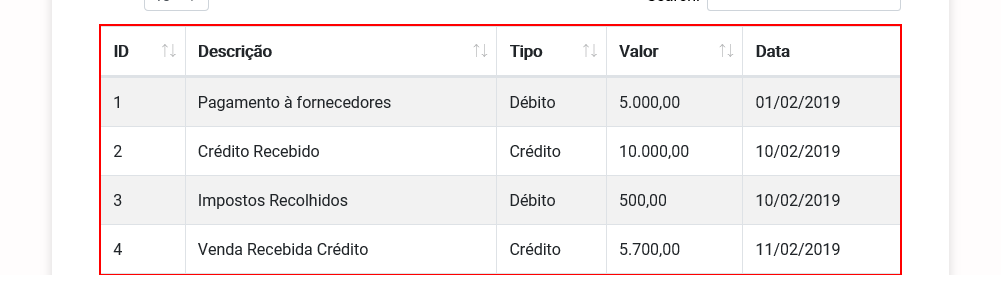 ID Descrição Tipo Valor Data
1 Pagamento à fornecedores Débito 5.000,00 01/02/2019
2 Crédito Recebido Crédito 10.000,00 10/02/2019
3 Impostos Recolhidos Débito 500,00 10/02/2019
4 Venda Recebida Crédito Crédito 5.700,00 11/02/2019